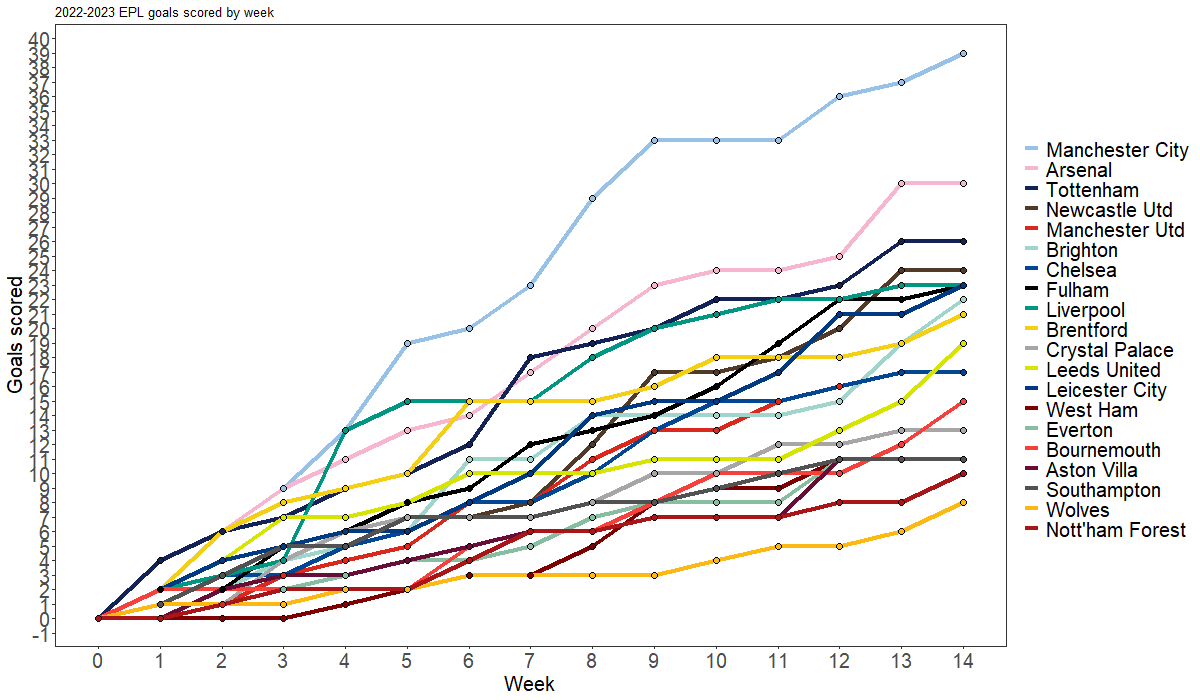 2022-2023 EPL goals scored by week
Goals scored
40
39
38
37
36
35
34
33
32
31
30
29
28
27
26
25
24
23
22
21
20
19
18
17
16
15
14
13
12
11
10
9
8
7
6
5
4
3
2
1
0
-1
0 1 2 3 4 5 6 7 8 9 10 11 12 13 14
Week
Manchester City
Arsenal
Tottenham
Newcastle Utd
Manchester Utd
Brighton
Chelsea
Fulham
Liverpool
Brentford
Crystal Palace
Leeds United
Leicester City
West Ham
Everton
Bournemouth
Aston Villa
Southampton
Wolves
Nott'ham Forest